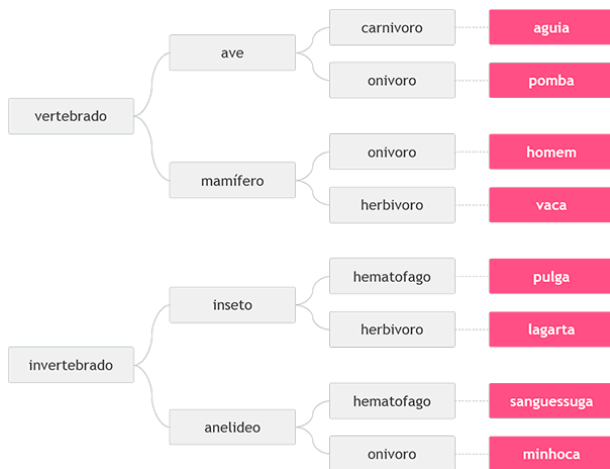 carnivoro
aguia
ave
onivoro
pomba
vertebrado
onivoro
homem
mamífero
herbivoro
vaca
hematofago
pulga
inseto
herbivoro
lagarta
invertebrado
hematofago
sanguessuga
anelideo
onivoro
minhoca